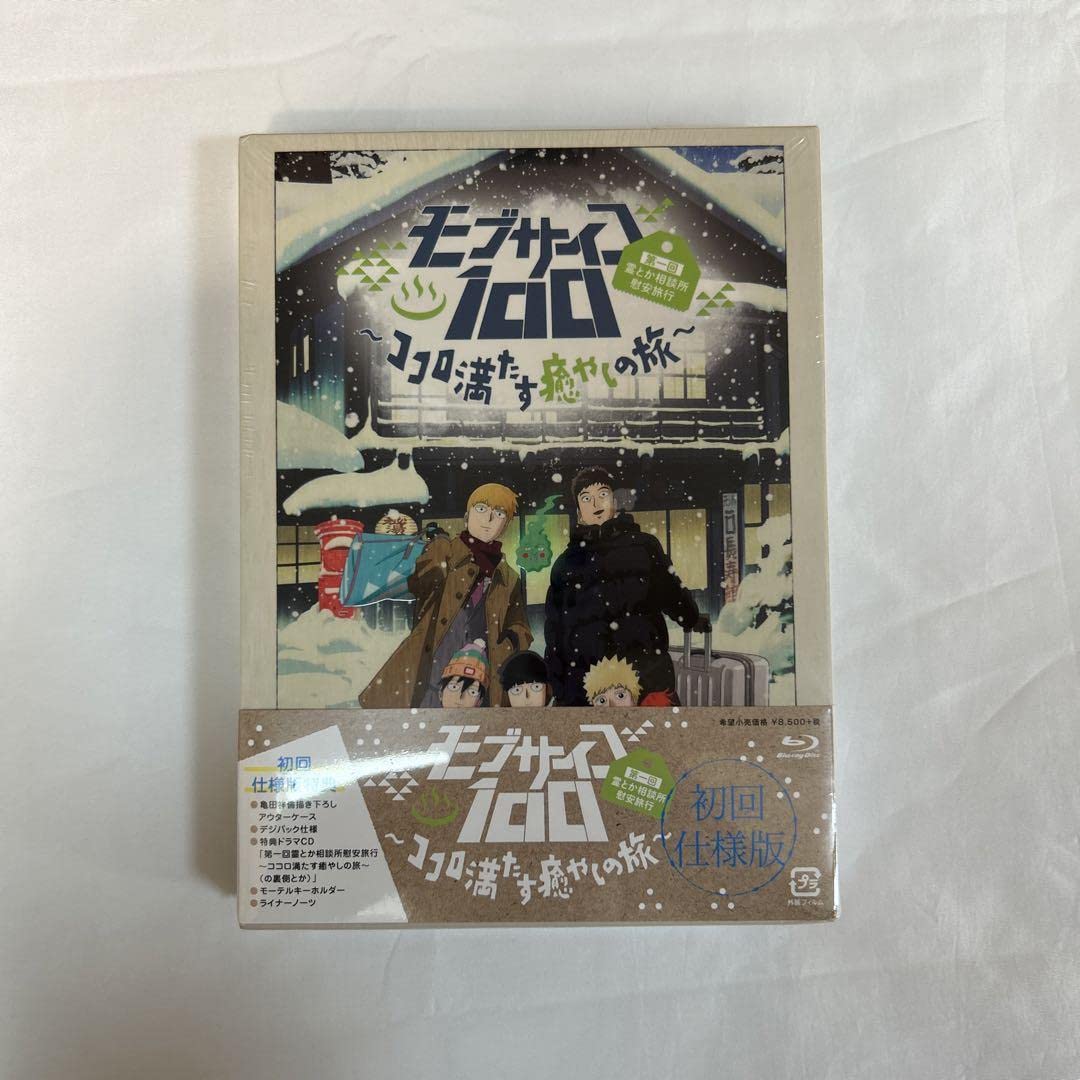 モブサイコ
100
第一回
霊とか相談所
慰安旅行
～ココロ満たす癒やしの旅～
長寿館
希望小売価格 ¥8,500+税
Blu-ray Disc
初回
仕様版特典
●亀田祥倫描き下ろし
アウターケース
●デジパック仕様
●特典ドラマCD
「第一回霊とか相談所慰安旅行
～ココロ満たす癒やしの旅～
(の裏側とか)」
●モーテルキーホルダー
●ライナーノーツ
モブサイコ
100
第一回
霊とか相談所
慰安旅行
～ココロ満たす癒やしの旅～
初回
仕様版
プラ
外装フィルム